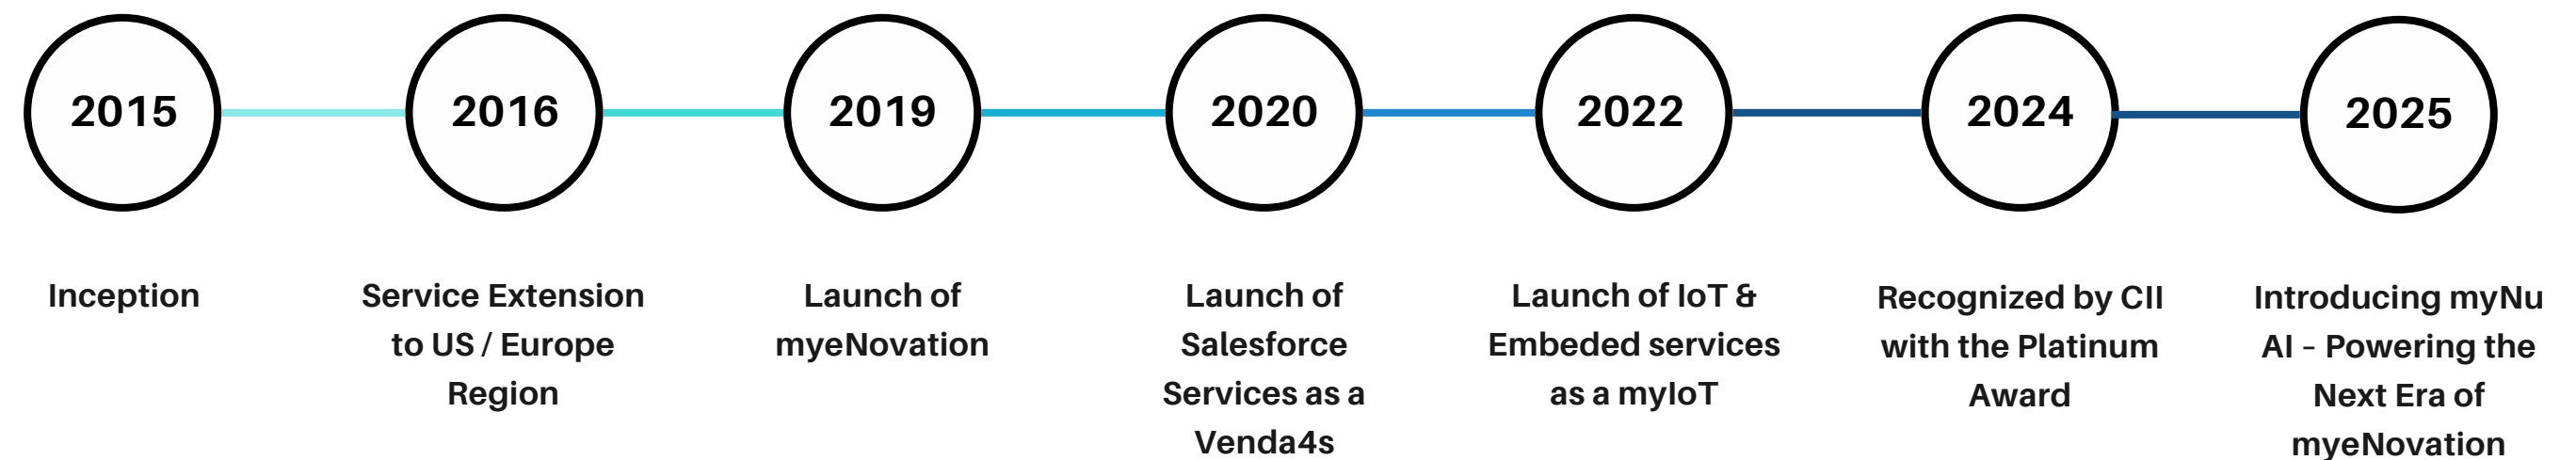 2015
Inception
2016
Service Extension
to US / Europe
Region
2019
Launch of
myeNovation
2020
Launch of
Salesforce
Services as a
Venda4s
2022
Launch of IoT &
Embeded services
as a myIoT
2024
Recognized by CII
with the Platinum
Award
2025
Introducing myNu
AI – Powering the
Next Era of
myeNovation